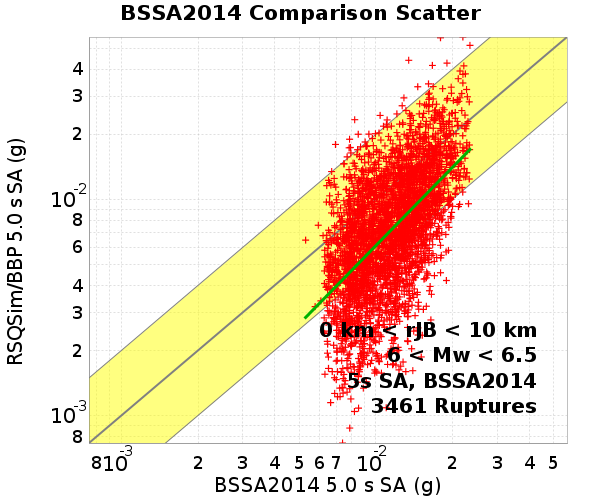 BSSA2014 Comparison Scatter
RSQSim/BBP 5.0 s SA (g)
4
3
2
10-2
8
6
4
3
2
10-3
8
0 km < rJB < 10 km
6 < Mw < 6.5
5s SA, BSSA2014
3461 Ruptures
8 10-3 2 3 4 5 6 7 10-2 2 3 4 5
BSSA2014 5.0 s SA (g)